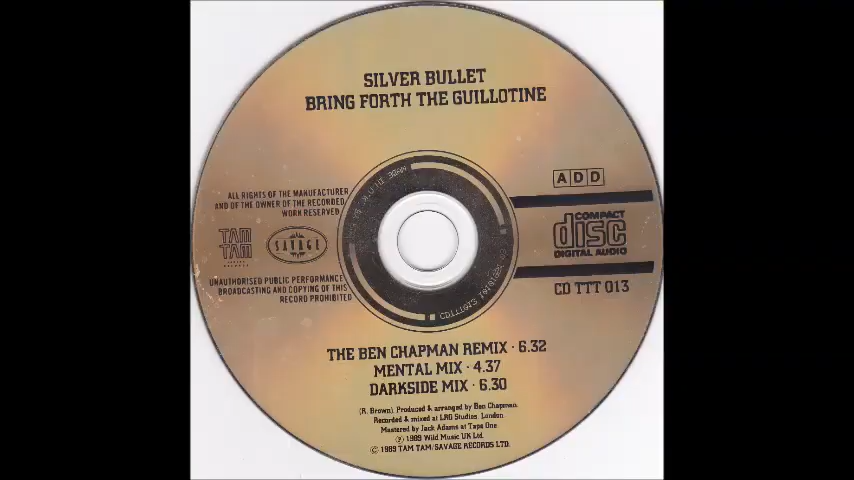 SILVER BULLET
BRING FORTH THE GUILLOTINE
ADD
ALL RIGHTS OF THE MANUFACTURER
AND OF THE OWNER OF THE RECORDED
WORK RESERVED
TAM
TAM
SAVAGE
COMPACT
disc
DIGITAL AUDIO
UNAUTHORISED PUBLIC PERFORMANCE
BROADCASTING AND COPYING OF THIS
RECORD PROHIBITED
CD TTT 013
MADE IN U.K. BY
THE BEN CHAPMAN REMIX · 6.32
MENTAL MIX · 4.37
DARKSIDE MIX · 6.30
(R. Brown). Produced & arranged by Ben Chapman.
Recorded & mixed at LRO Studios London.
Mastered by Jack Adams at Tape One.
Ⓟ 1989 Wild Music UK Ltd.
© 1989 TAM TAM/SAVAGE RECORDS LTD.